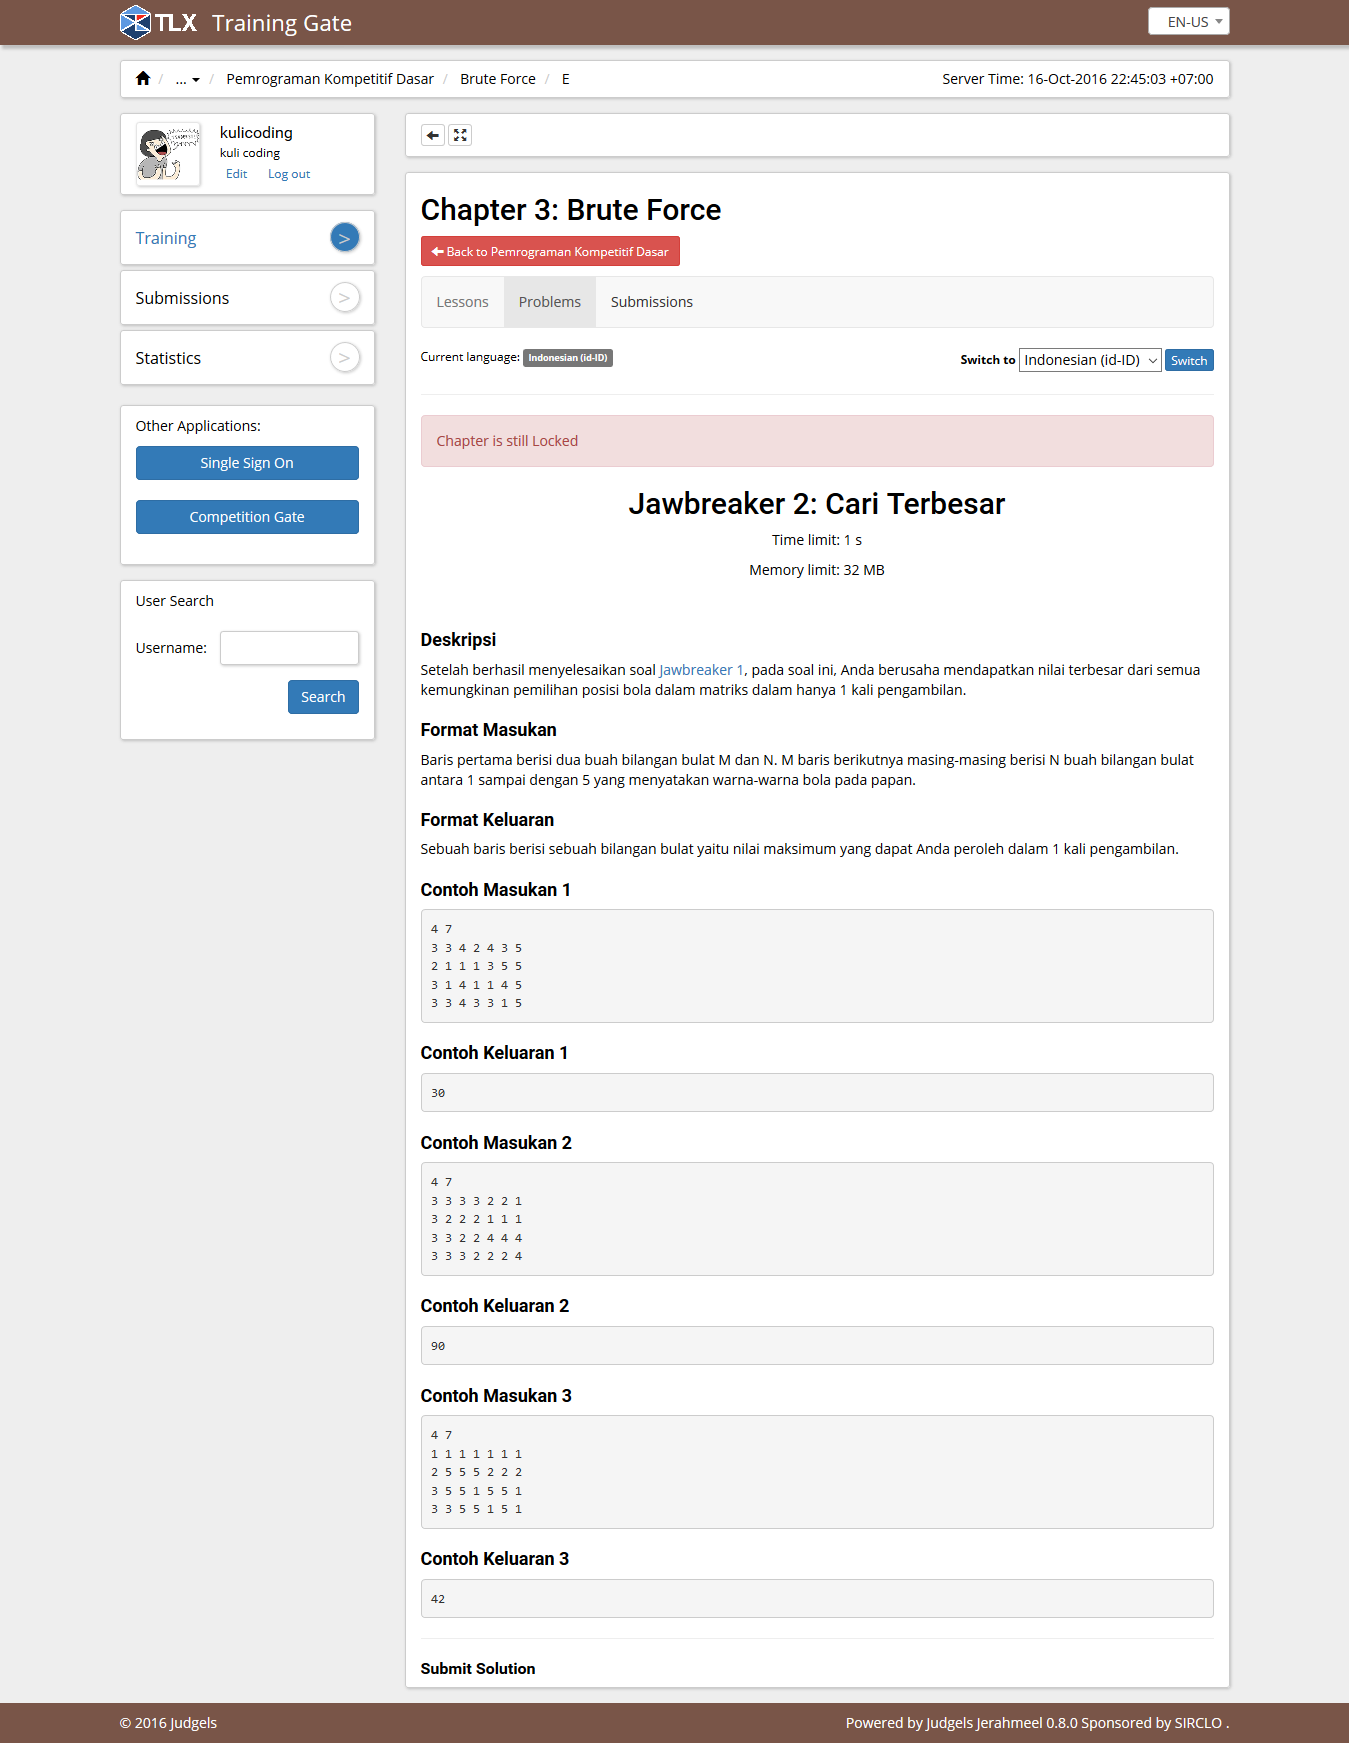 TLX Training Gate
EN-US
/ ... / Pemrograman Kompetitif Dasar / Brute Force / E
Server Time: 16-Oct-2016 22:45:03 +07:00
kulicoding
kuli coding
Edit Log out
Training >
Submissions >
Statistics >
Other Applications:
Single Sign On
Competition Gate
User Search
Username:
Search
Chapter 3: Brute Force
Back to Pemrograman Kompetitif Dasar
Lessons Problems Submissions
Current language: Indonesian (id-ID)
Switch to Indonesian (id-ID) Switch
Chapter is still Locked
Jawbreaker 2: Cari Terbesar
Time limit: 1 s
Memory limit: 32 MB
Deskripsi
Setelah berhasil menyelesaikan soal Jawbreaker 1, pada soal ini, Anda berusaha mendapatkan nilai terbesar dari semua
kemungkinan pemilihan posisi bola dalam matriks dalam hanya 1 kali pengambilan.
Format Masukan
Baris pertama berisi dua buah bilangan bulat M dan N. M baris berikutnya masing-masing berisi N buah bilangan bulat
antara 1 sampai dengan 5 yang menyatakan warna-warna bola pada papan.
Format Keluaran
Sebuah baris berisi sebuah bilangan bulat yaitu nilai maksimum yang dapat Anda peroleh dalam 1 kali pengambilan.
Contoh Masukan 1
4 7
3 3 4 2 4 3 5
2 1 1 1 3 5 5
3 1 4 1 1 4 5
3 3 4 3 3 1 5
Contoh Keluaran 1
30
Contoh Masukan 2
4 7
3 3 3 3 2 2 1
3 2 2 2 1 1 1
3 3 2 2 4 4 4
3 3 3 2 2 2 4
Contoh Keluaran 2
90
Contoh Masukan 3
4 7
1 1 1 1 1 1 1
2 5 5 5 2 2 2
3 5 5 1 5 5 1
3 3 5 5 1 5 1
Contoh Keluaran 3
42
Submit Solution
© 2016 Judgels
Powered by Judgels Jerahmeel 0.8.0 Sponsored by SIRCLO .